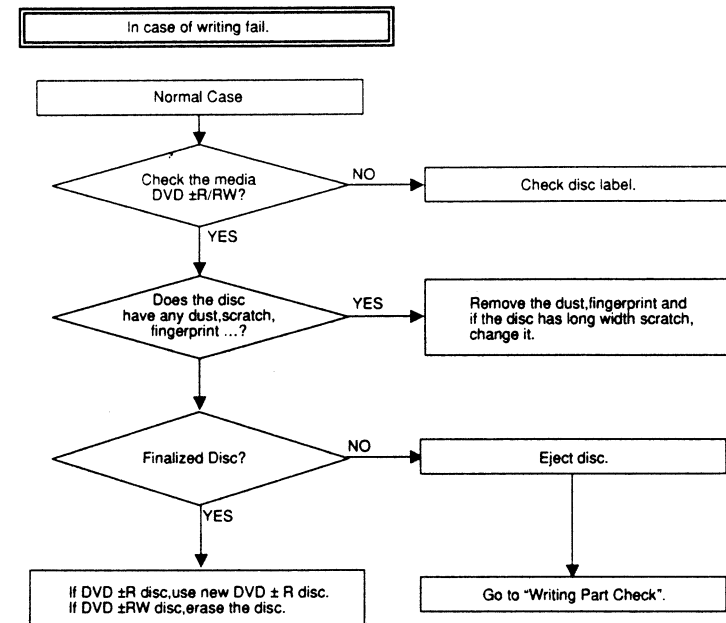 In case of writing fail.
Normal Case
Check the media
DVD ±R/RW?
NO
Check disc label.
YES
Does the disc
have any dust,scratch,
fingerprint ...?
YES
Remove the dust,fingerprint and
if the disc has long width scratch,
change it.
Finalized Disc?
NO
Eject disc.
YES
If DVD ±R disc,use new DVD ± R disc.
If DVD ±RW disc,erase the disc.
Go to “Writing Part Check”.